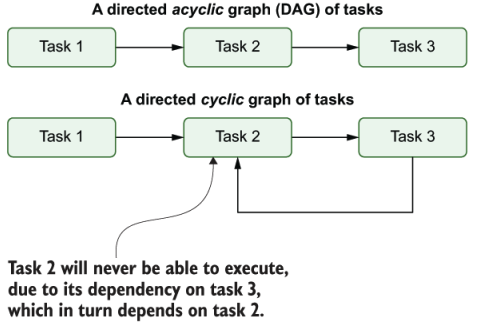 A directed acyclic graph (DAG) of tasks
Task 1
Task 2
Task 3
A directed cyclic graph of tasks
Task 1
Task 2
Task 3
Task 2 will never be able to execute,
due to its dependency on task 3,
which in turn depends on task 2.